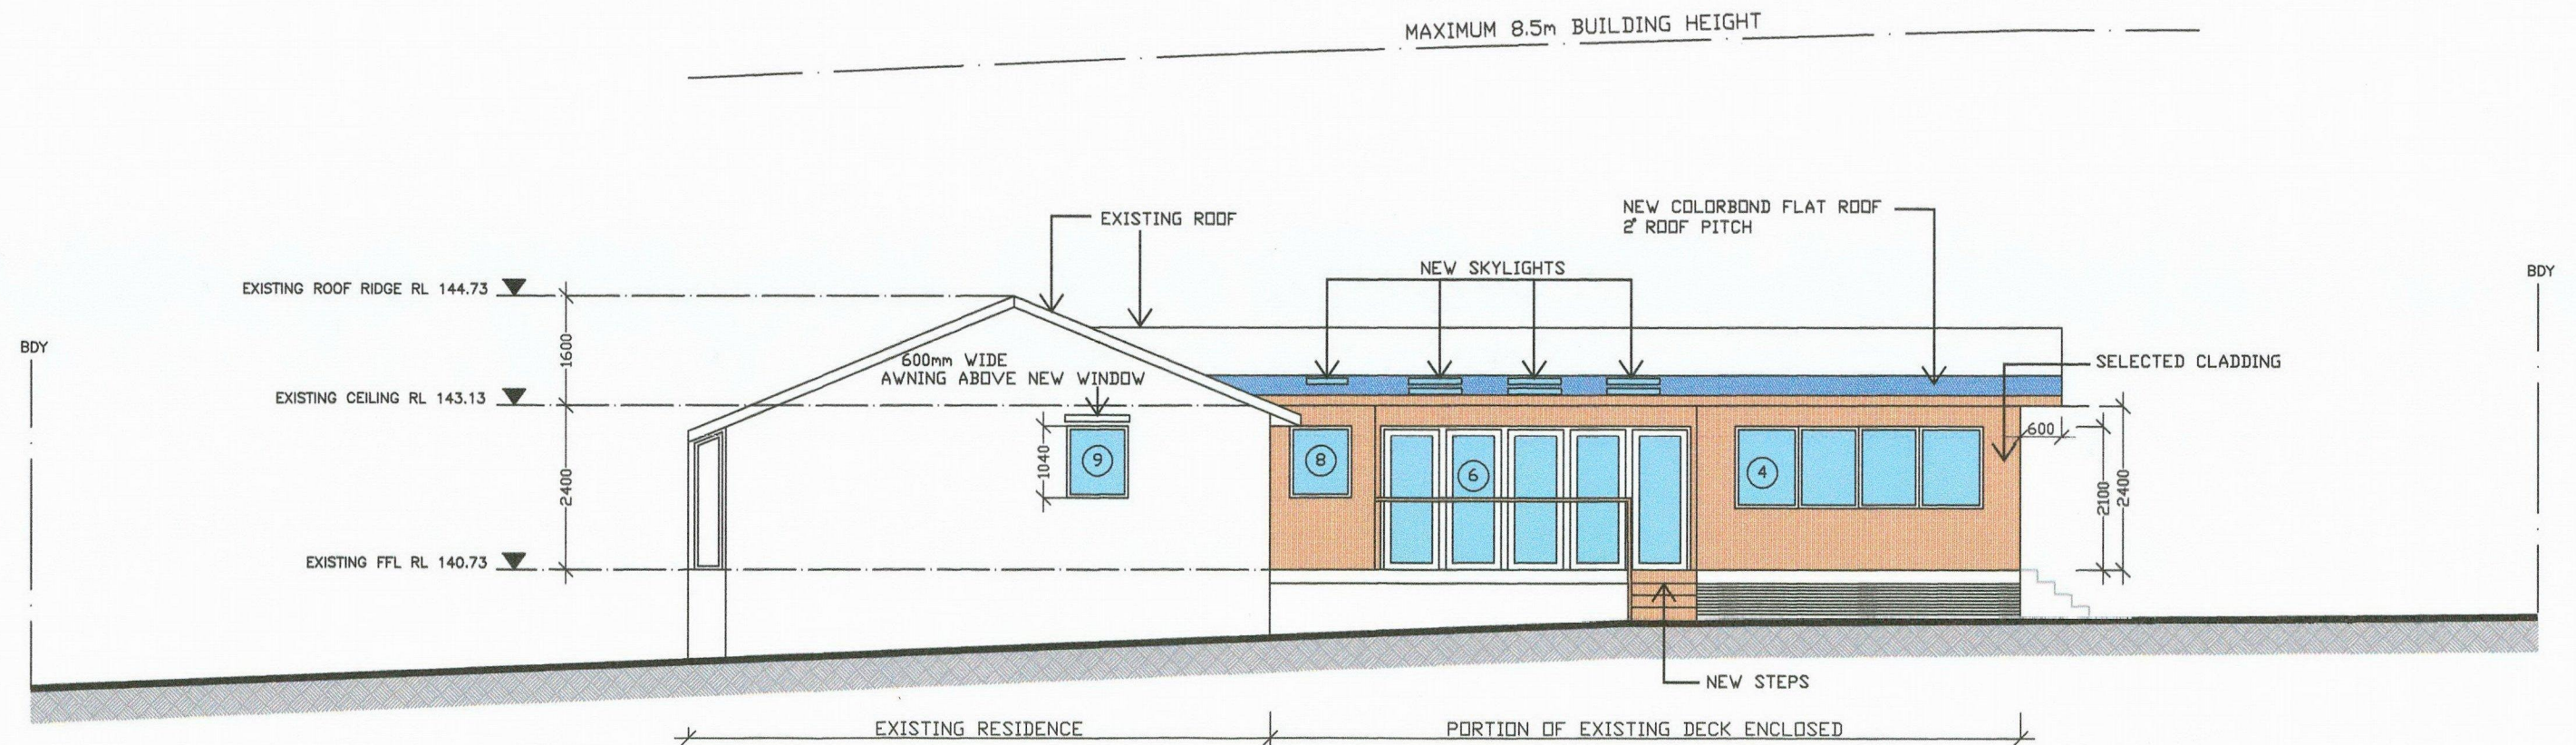 MAXIMUM 8.5m BUILDING HEIGHT
NEW COLORBOND FLAT ROOF
2° ROOF PITCH
EXISTING ROOF
NEW SKYLIGHTS
BDY
EXISTING ROOF RIDGE RL 144.73
BDY
1600
600mm WIDE
AWNING ABOVE NEW WINDOW
SELECTED CLADDING
EXISTING CEILING RL 143.13
600
1040
9
8
6
4
2400
2100
2400
EXISTING FFL RL 140.73
NEW STEPS
EXISTING RESIDENCE
PORTION OF EXISTING DECK ENCLOSED